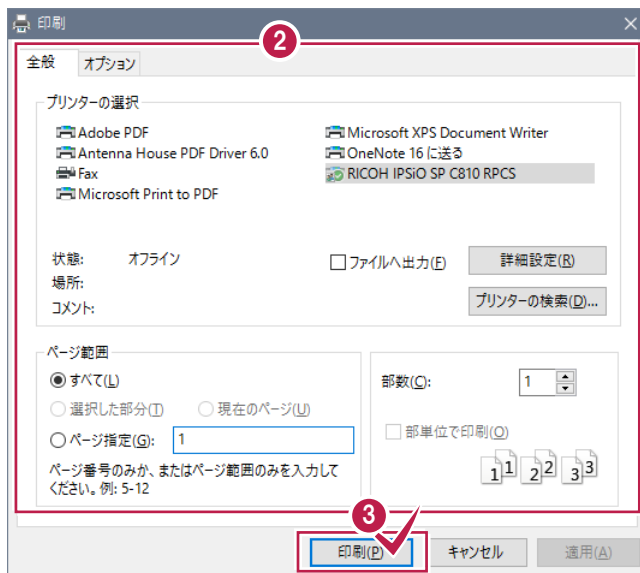 印刷
2
全般 オプション
プリンターの選択
Adobe PDF Microsoft XPS Document Writer
Antenna House PDF Driver 6.0 OneNote 16 に送る
Fax RICOH IPSiO SP C810 RPCS
Microsoft Print to PDF
状態: オフライン ファイルへ出力(F) 詳細設定(R)
場所:
コメント: プリンターの検索(D)...
ページ範囲
すべて(L) 部数(C): 1
選択した部分(T) 現在のページ(U)
ページ指定(G): 1 部単位で印刷(O)
ページ番号のみか、またはページ範囲のみを入力して
ください。例: 5-12
1 1 2 2 3 3
3
印刷(P) キャンセル 適用(A)